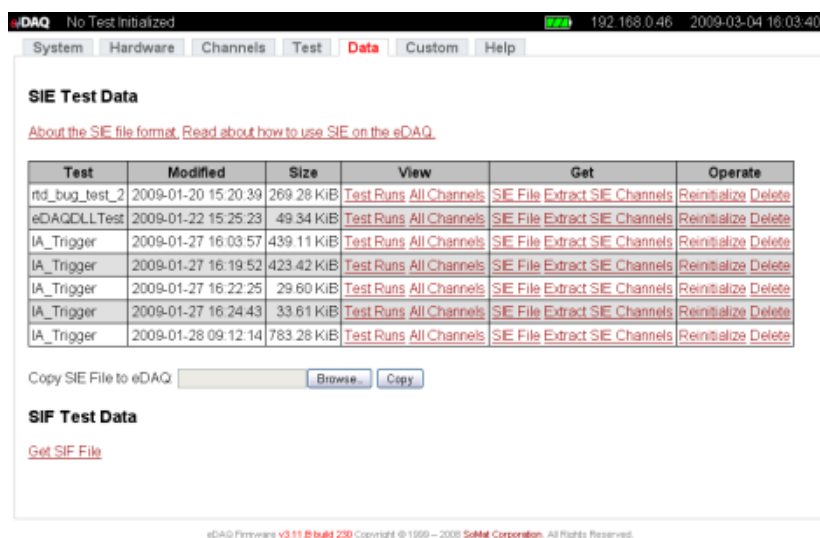 eDAQ No Test Initialized 192.168.0.46 2009-03-04 16:03:40
System Hardware Channels Test Data Custom Help
SIE Test Data
About the SIE file format. Read about how to use SIE on the eDAQ.
Test Modified Size View Get Operate
rtd_bug_test_2 2009-01-20 15:20:39 269.28 KiB Test Runs All Channels SIE File Extract SIE Channels Reinitialize Delete
eDAQDLLTest 2009-01-22 15:25:23 49.34 KiB Test Runs All Channels SIE File Extract SIE Channels Reinitialize Delete
IA_Trigger 2009-01-27 16:03:57 439.11 KiB Test Runs All Channels SIE File Extract SIE Channels Reinitialize Delete
IA_Trigger 2009-01-27 16:19:52 423.42 KiB Test Runs All Channels SIE File Extract SIE Channels Reinitialize Delete
IA_Trigger 2009-01-27 16:22:25 29.60 KiB Test Runs All Channels SIE File Extract SIE Channels Reinitialize Delete
IA_Trigger 2009-01-27 16:24:43 33.61 KiB Test Runs All Channels SIE File Extract SIE Channels Reinitialize Delete
IA_Trigger 2009-01-28 09:12:14 783.28 KiB Test Runs All Channels SIE File Extract SIE Channels Reinitialize Delete
Copy SIE File to eDAQ: Browse... Copy
SIF Test Data
Get SIF File
eDAQ Firmware v3.11.B build 230 Copyright © 1999 – 2008 SoMat Corporation. All Rights Reserved.